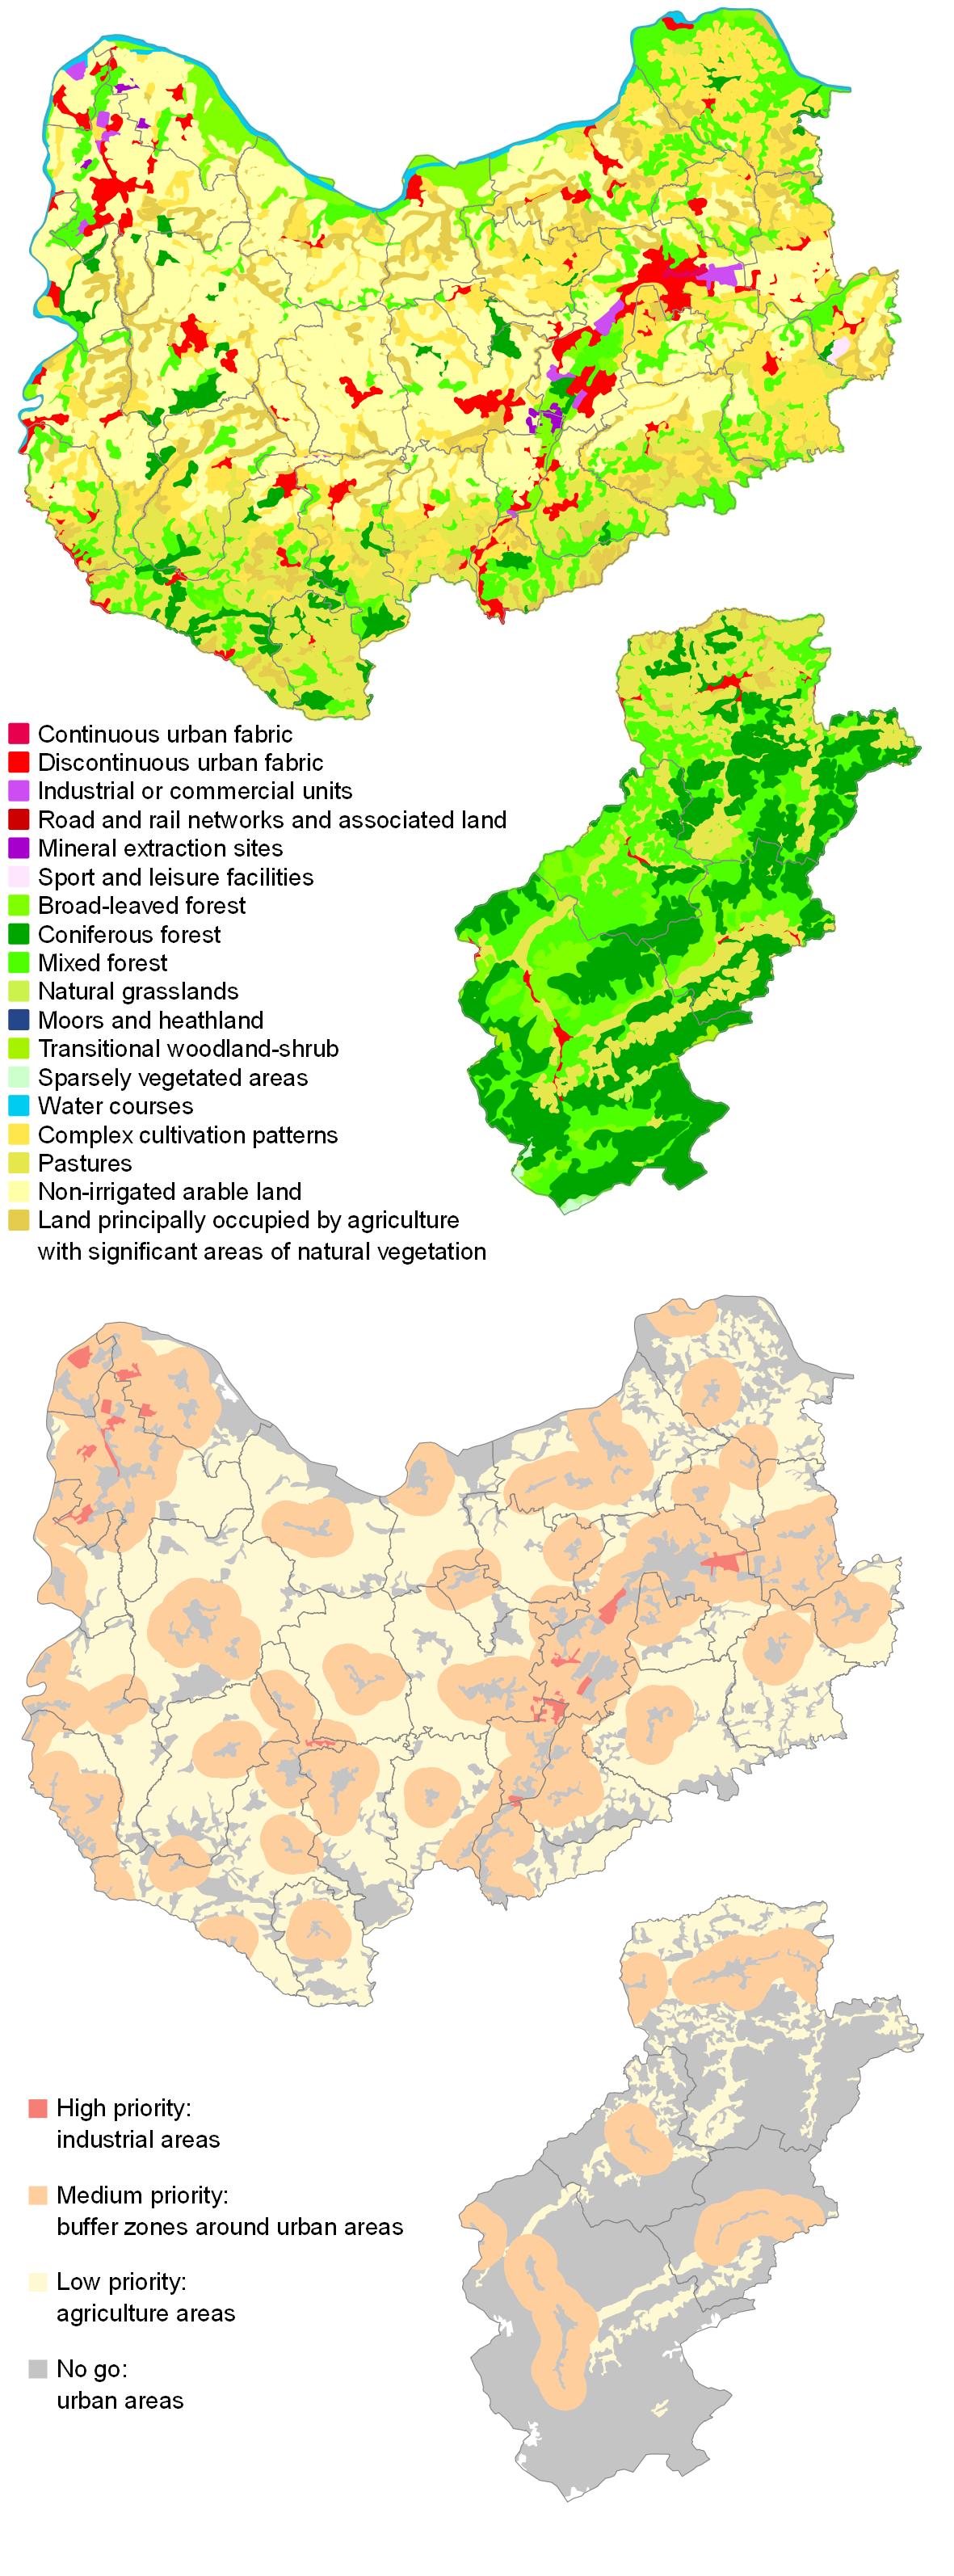 Continuous urban fabric
Discontinuous urban fabric
Industrial or commercial units
Road and rail networks and associated land
Mineral extraction sites
Sport and leisure facilities
Broad-leaved forest
Coniferous forest
Mixed forest
Natural grasslands
Moors and heathland
Transitional woodland-shrub
Sparsely vegetated areas
Water courses
Complex cultivation patterns
Pastures
Non-irrigated arable land
Land principally occupied by agriculture
with significant areas of natural vegetation
High priority:
industrial areas
Medium priority:
buffer zones around urban areas
Low priority:
agriculture areas
No go:
urban areas